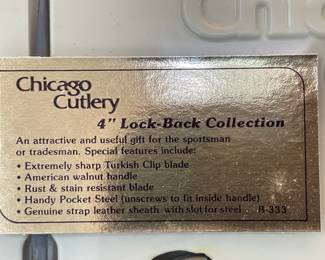 Chicago
Cutlery
4" Lock-Back Collection
An attractive and useful gift for the sportsman
or tradesman. Special features include:
• Extremely sharp Turkish Clip blade
• American walnut handle
• Rust & stain resistant blade
• Handy Pocket Steel (unscrews to fit inside handle)
• Genuine strap leather sheath with slot for steel B-333